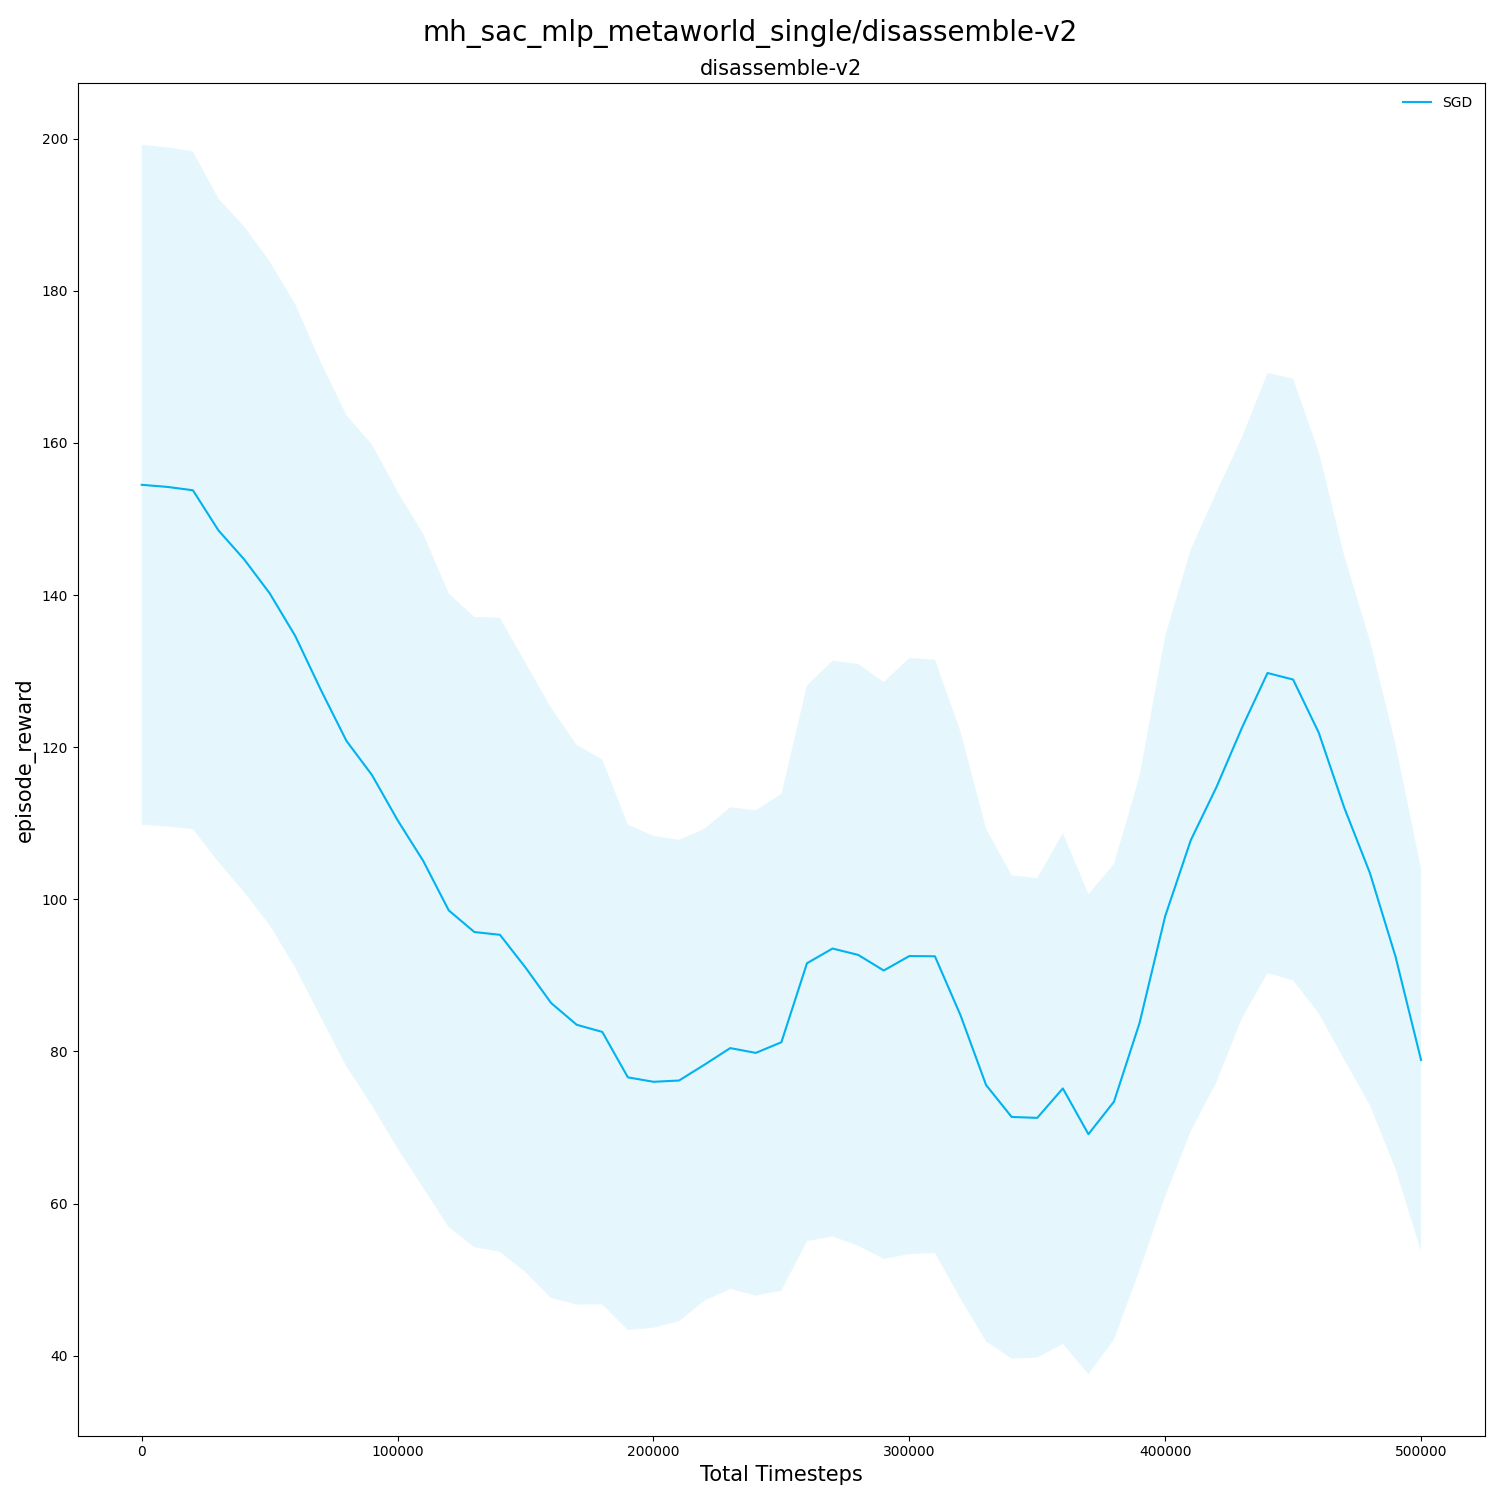 mh_sac_mlp_metaworld_single/disassemble-v2
disassemble-v2
SGD
200
180
160
140
120
100
80
60
40
episode_reward
0 100000 200000 300000 400000 500000
Total Timesteps